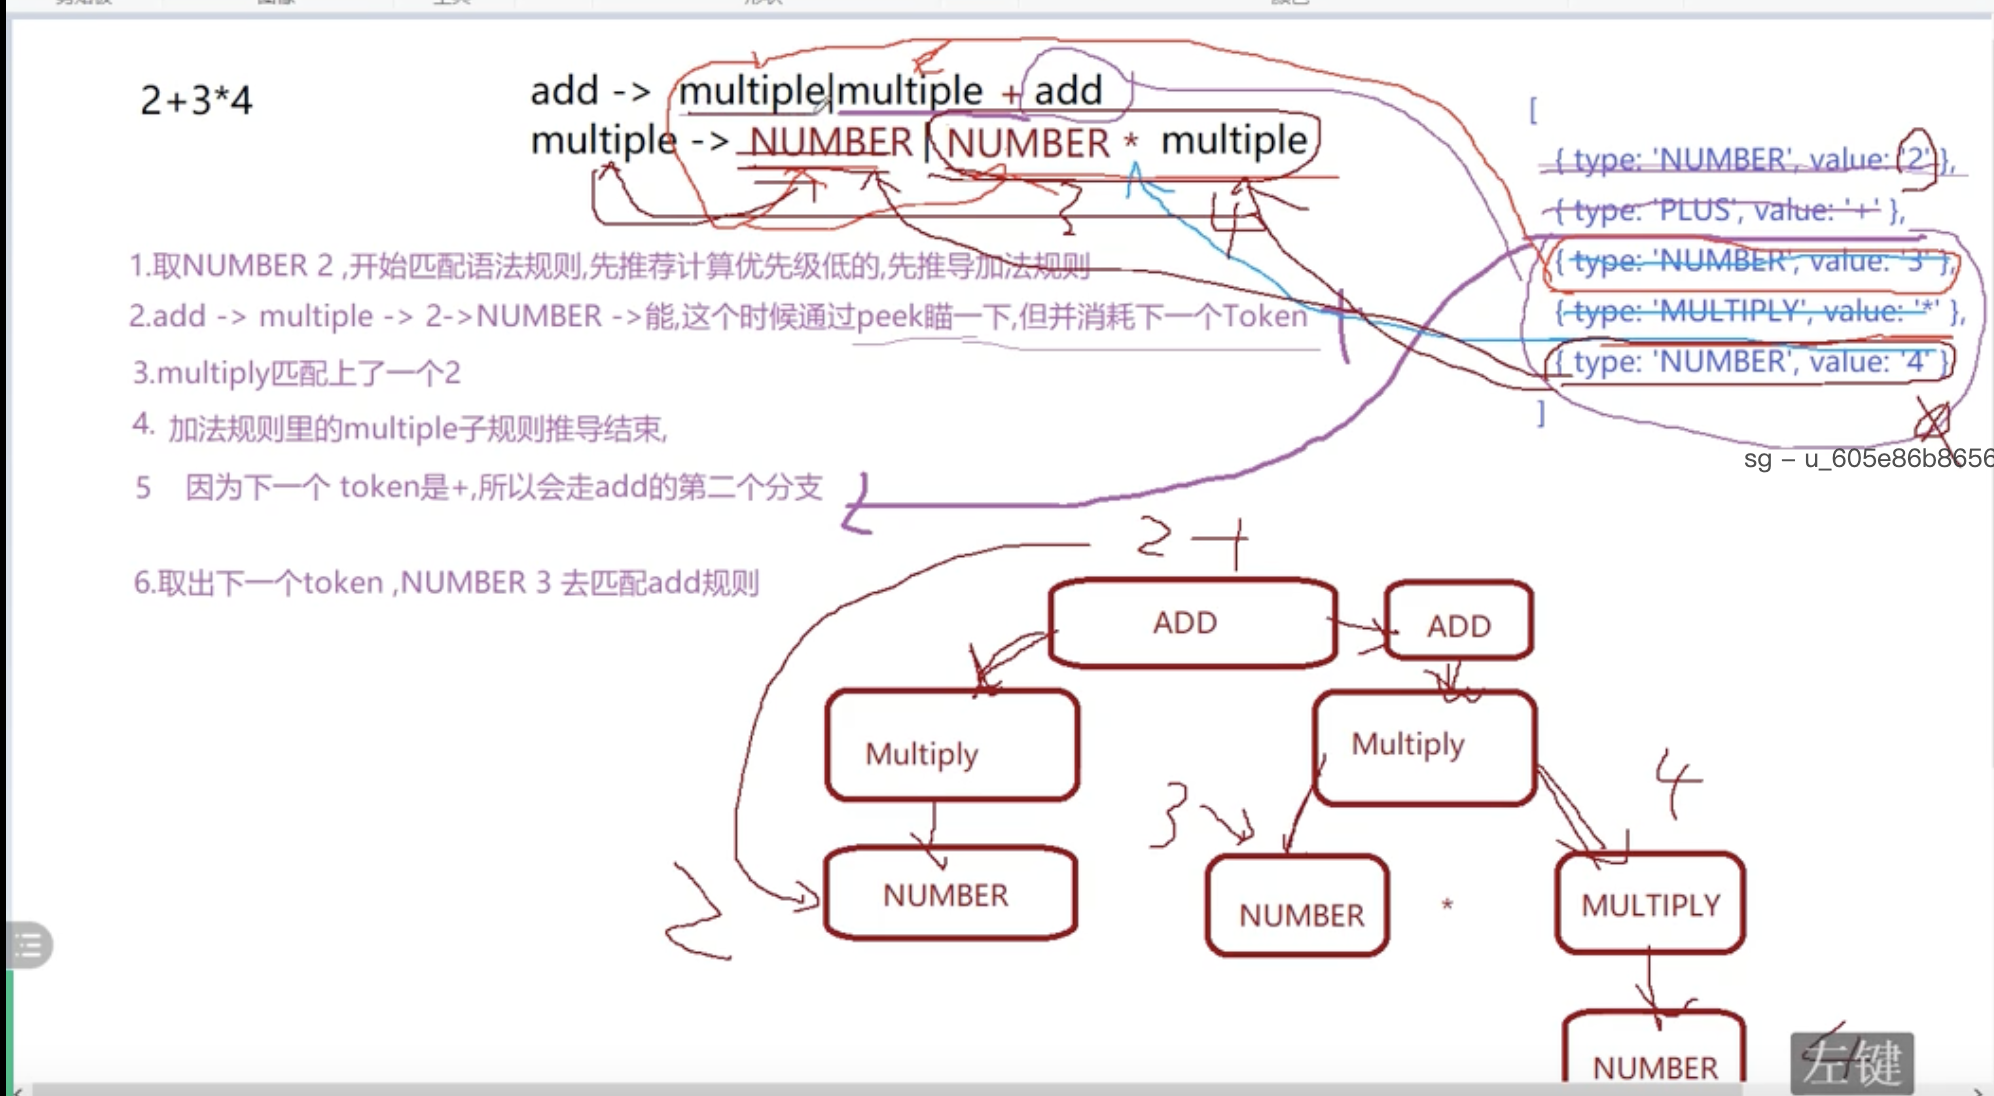 2+3*4
add -> multiple|multiple + add
multiple -> NUMBER | NUMBER * multiple
[
{ type: 'NUMBER', value: '2' },
{ type: 'PLUS', value: '+' },
{ type: 'NUMBER', value: '3' },
{ type: 'MULTIPLY', value: '*' },
{ type: 'NUMBER', value: '4' }
]
3
4
sg – u_605e86b8656
1.取NUMBER 2 ,开始匹配语法规则,先推荐计算优先级低的,先推导加法规则
2.add -> multiple -> 2->NUMBER ->能,这个时候通过peek瞄一下,但并消耗下一个Token
3.multiply匹配上了一个2
4. 加法规则里的multiple子规则推导结束,
5 因为下一个 token是+,所以会走add的第二个分支
6.取出下一个token ,NUMBER 3 去匹配add规则
2 +
ADD
ADD
Multiply
Multiply
3
4
2
NUMBER
NUMBER
*
MULTIPLY
NUMBER
4
左键